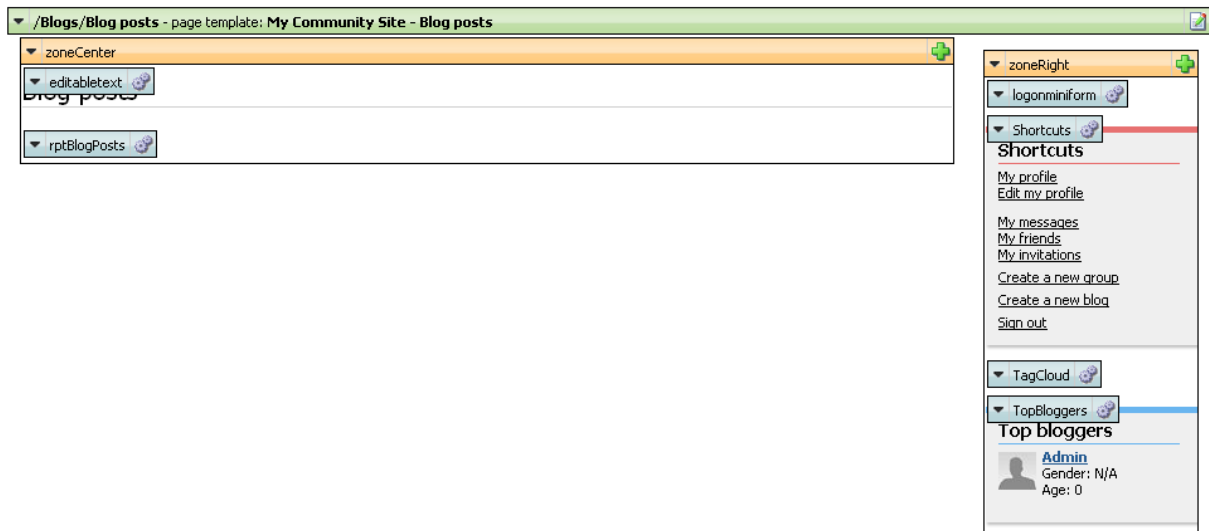 /Blogs/Blog posts - page template: My Community Site - Blog posts
zoneCenter
editabletext
Blog posts
rptBlogPosts
zoneRight
logonminiform
Shortcuts
Shortcuts
My profile
Edit my profile
My messages
My friends
My invitations
Create a new group
Create a new blog
Sign out
TagCloud
TopBloggers
Top bloggers
Admin
Gender: N/A
Age: 0